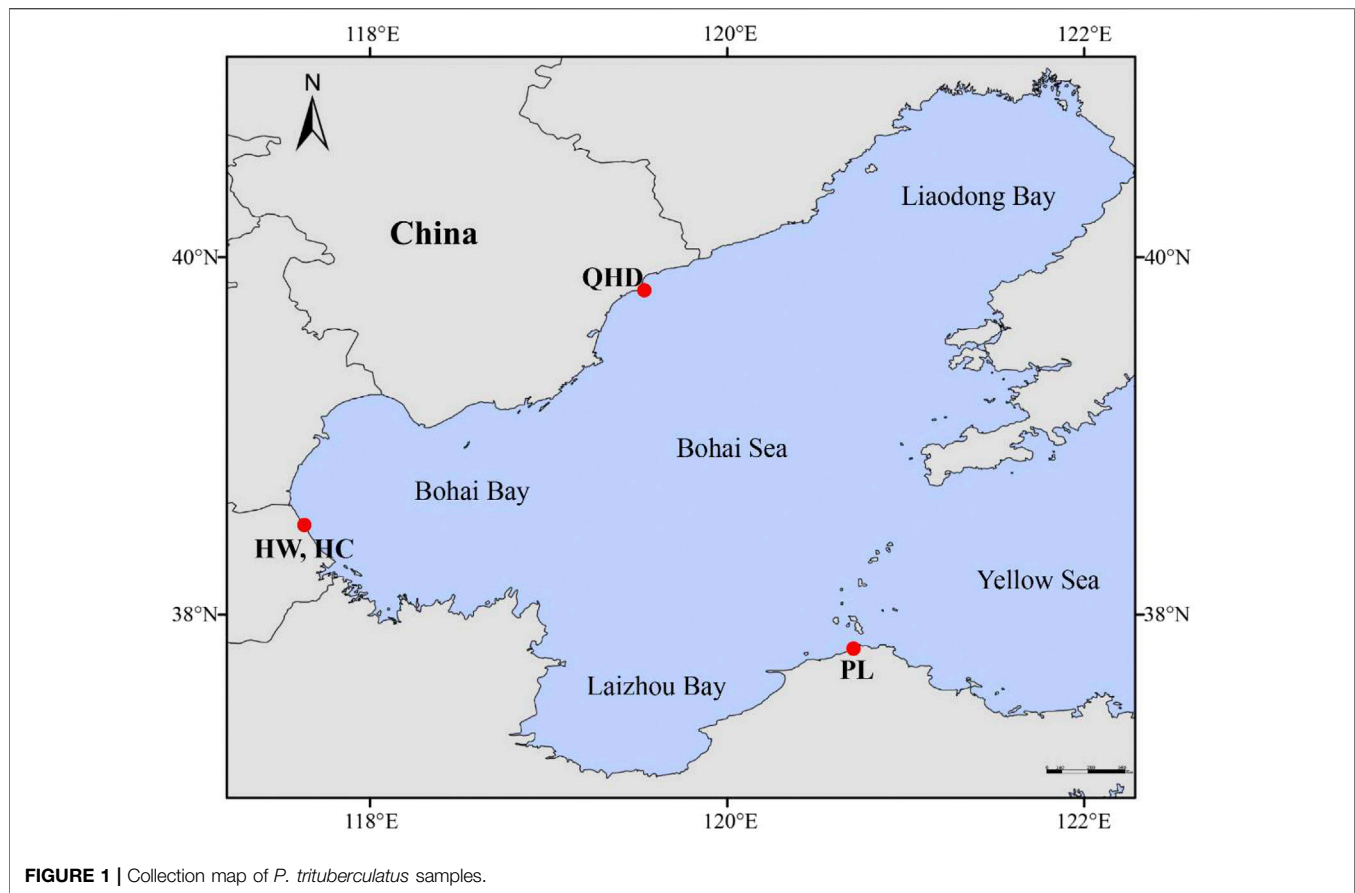 118°E 120°E 122°E
N
Liaodong Bay
China
40°N 40°N
QHD
Bohai Sea
Bohai Bay
HW, HC
Yellow Sea
38°N 38°N
PL
Laizhou Bay
118°E 120°E 122°E
FIGURE 1 | Collection map of P. trituberculatus samples.